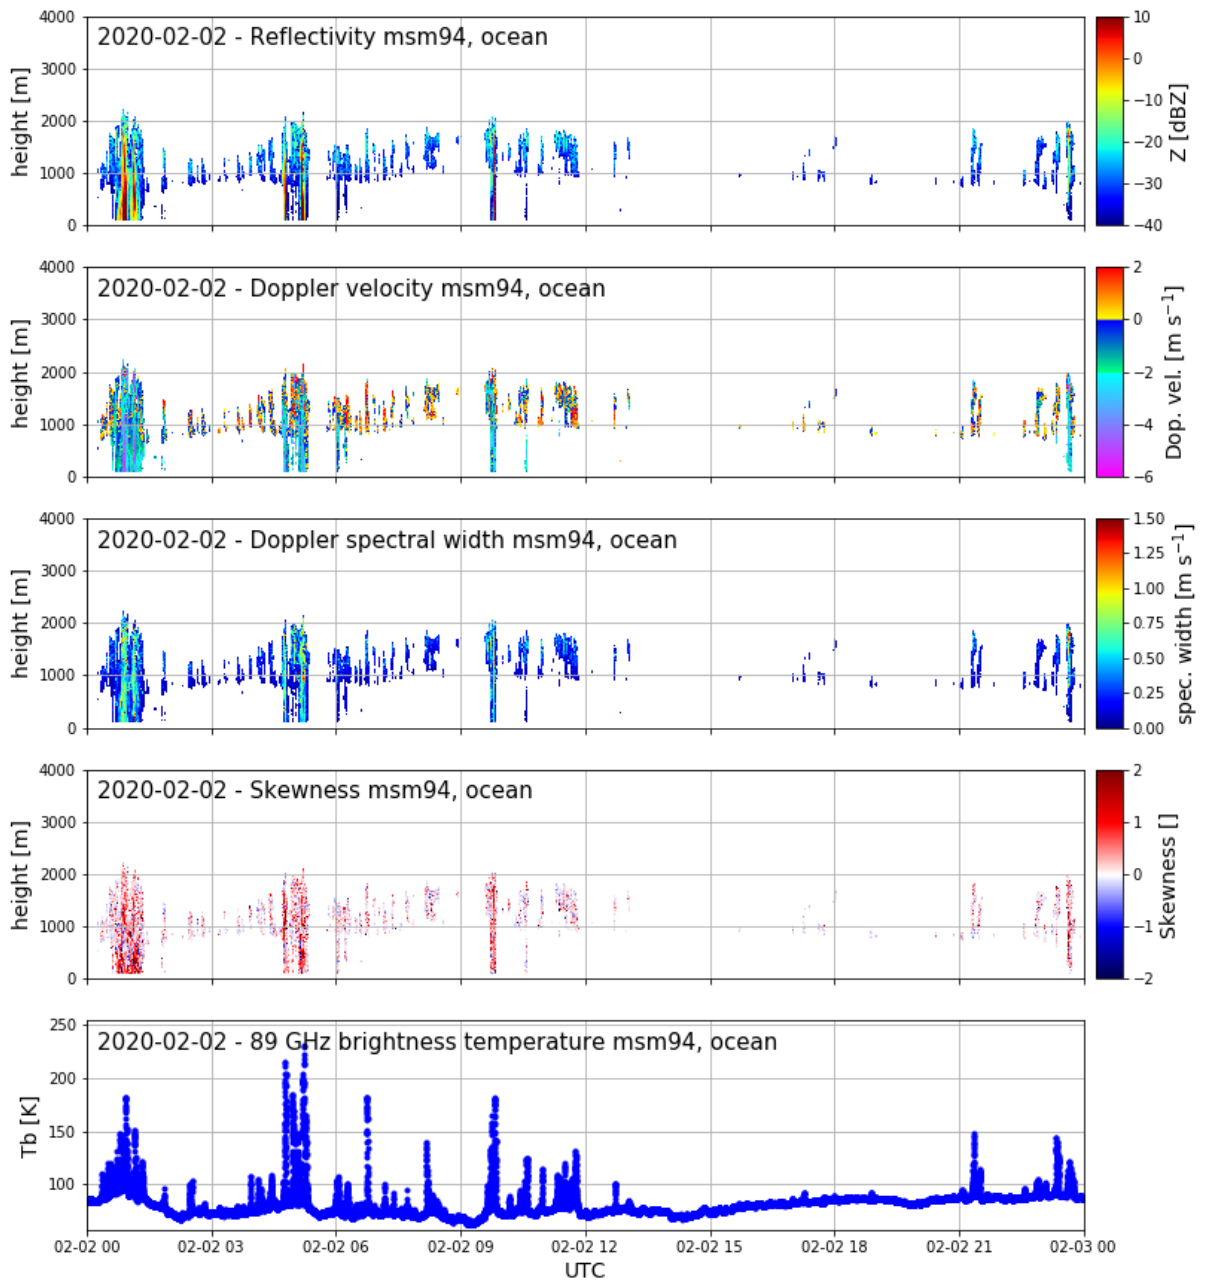 2020-02-02 - Reflectivity msm94, ocean
height [m]
4000
3000
2000
1000
0
10
0
−10
−20
−30
−40
Z [dBZ]
2020-02-02 - Doppler velocity msm94, ocean
height [m]
4000
3000
2000
1000
0
2
0
−2
−4
−6
Dop. vel. [m s⁻¹]
2020-02-02 - Doppler spectral width msm94, ocean
height [m]
4000
3000
2000
1000
0
1.50
1.25
1.00
0.75
0.50
0.25
0.00
spec. width [m s⁻¹]
2020-02-02 - Skewness msm94, ocean
height [m]
4000
3000
2000
1000
0
2
1
0
−1
−2
Skewness []
2020-02-02 - 89 GHz brightness temperature msm94, ocean
Tb [K]
250
200
150
100
02-02 00 02-02 03 02-02 06 02-02 09 02-02 12 02-02 15 02-02 18 02-02 21 02-03 00
UTC